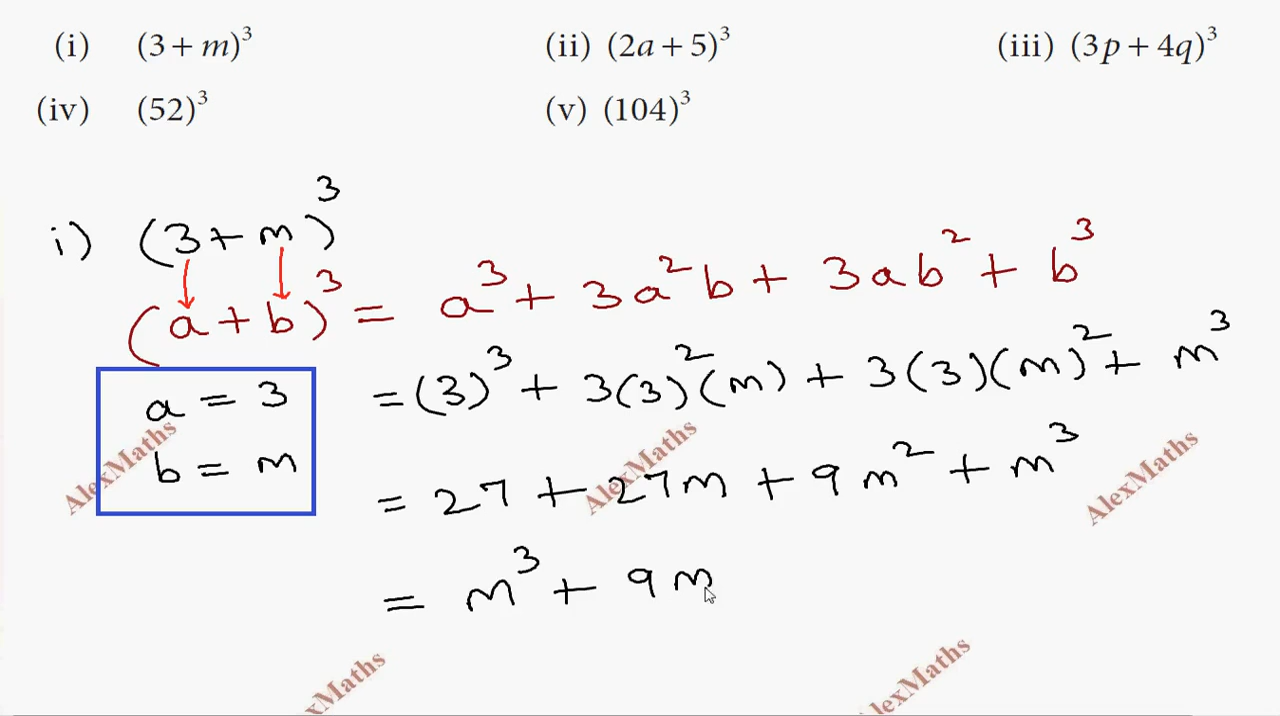 (i) (3 + m)³ (ii) (2a + 5)³ (iii) (3p + 4q)³
(iv) (52)³ (v) (104)³
i) (3 + m)³
(a + b)³ = a³ + 3a²b + 3ab² + b³
a = 3
b = m
= (3)³ + 3(3)²(m) + 3(3)(m)² + m³
= 27 + 27m + 9m² + m³
= m³ + 9m
AlexMaths
AlexMaths
AlexMaths
AlexMaths
AlexMaths